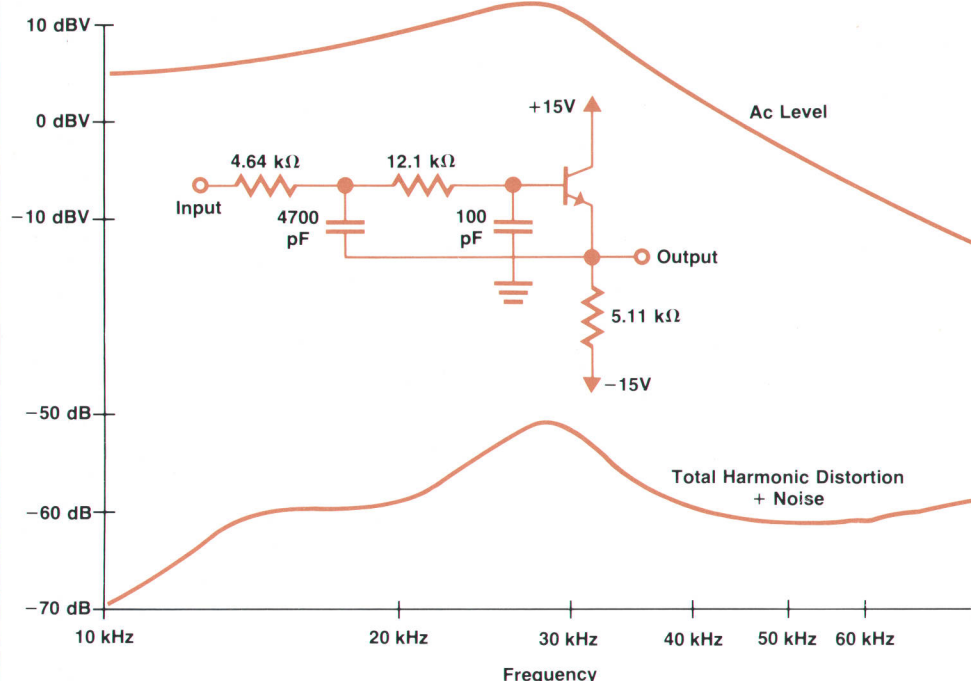 10 dBV
0 dBV
−10 dBV
−50 dB
−60 dB
−70 dB
Ac Level
+15V
4.64 kΩ
12.1 kΩ
Input
4700
pF
100
pF
Output
5.11 kΩ
−15V
Total Harmonic Distortion
+ Noise
10 kHz
20 kHz
30 kHz
40 kHz
50 kHz
60 kHz
Frequency